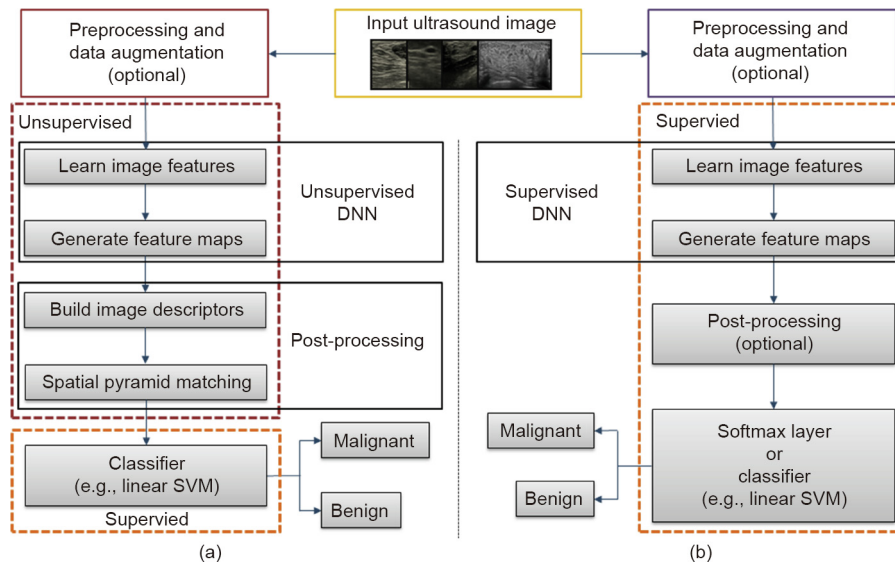 Input ultrasound image
Preprocessing and
data augmentation
(optional)
Unsupervised
Learn image features
Generate feature maps
Unsupervised
DNN
Build image descriptors
Spatial pyramid matching
Post-processing
Classifier
(e.g., linear SVM)
Supervied
Malignant
Benign
(a)
Preprocessing and
data augmentation
(optional)
Supervied
Supervised
DNN
Learn image features
Generate feature maps
Post-processing
(optional)
Softmax layer
or
classifier
(e.g., linear SVM)
Malignant
Benign
(b)